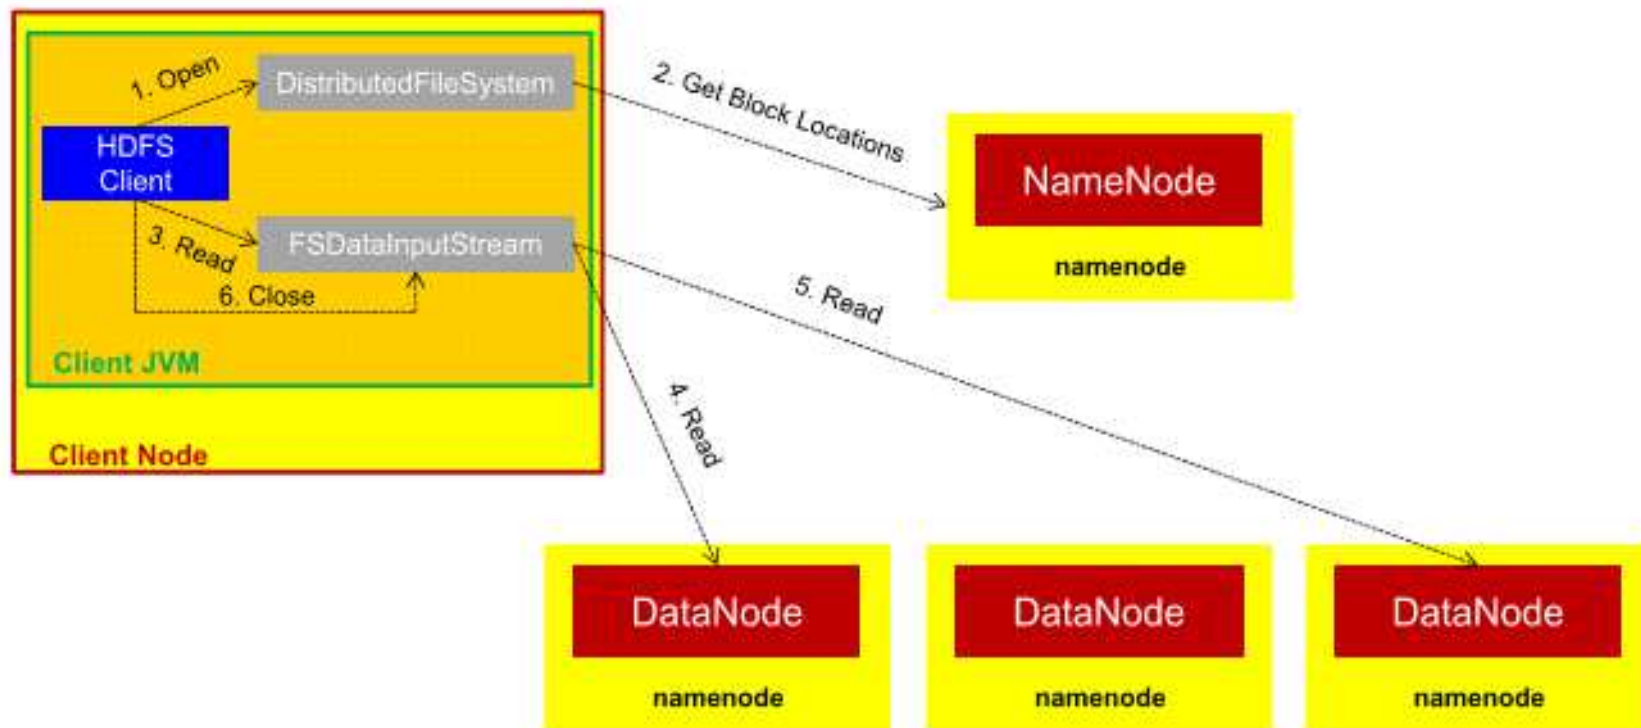 1. Open
DistributedFileSystem
2. Get Block Locations
HDFS
Client
NameNode
namenode
3. Read
FSDataInputStream
6. Close
5. Read
Client JVM
4. Read
Client Node
DataNode
namenode
DataNode
namenode
DataNode
namenode